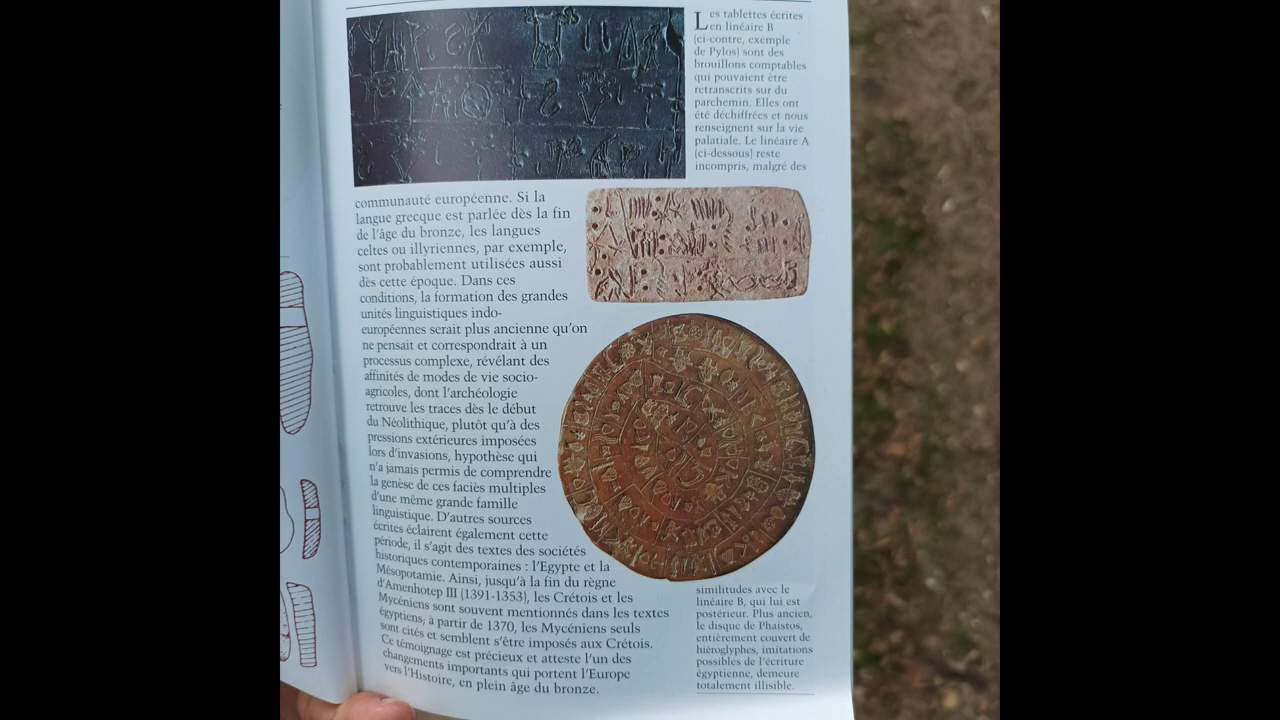 Les tablettes écrites
en linéaire B
(ci-contre, exemple
de Pylos) sont des
brouillons comptables
qui pouvaient être
retranscrits sur du
parchemin. Elles ont
été déchiffrées et nous
renseignent sur la vie
palatiale. Le linéaire A
(ci-dessous) reste
incompris, malgré des
similitudes avec le
linéaire B, qui lui est
postérieur. Plus ancien,
le disque de Phaistos,
entièrement couvert de
hiéroglyphes, imitations
possibles de l'écriture
égyptienne, demeure
totalement illisible.
communauté européenne. Si la
langue grecque est parlée dès la fin
de l'âge du bronze, les langues
celtes ou illyriennes, par exemple,
sont probablement utilisées aussi
dès cette époque. Dans ces
conditions, la formation des grandes
unités linguistiques indo-
européennes serait plus ancienne qu'on
ne pensait et correspondrait à un
processus complexe, révélant des
affinités de modes de vie socio-
agricoles, dont l'archéologie
retrouve les traces dès le début
du Néolithique, plutôt qu'à des
pressions extérieures imposées
lors d'invasions, hypothèse qui
n'a jamais permis de comprendre
la genèse de ces faciès multiples
d'une même grande famille
linguistique. D'autres sources
écrites éclairent également cette
période, il s'agit des textes des sociétés
historiques contemporaines : l'Egypte et la
Mésopotamie. Ainsi, jusqu'à la fin du règne
d'Amenhotep III (1391-1353), les Crétois et les
Mycéniens sont souvent mentionnés dans les textes
égyptiens; à partir de 1370, les Mycéniens seuls
sont cités et semblent s'être imposés aux Crétois.
Ce témoignage est précieux et atteste l'un des
changements importants qui portent l'Europe
vers l'Histoire, en plein âge du bronze.